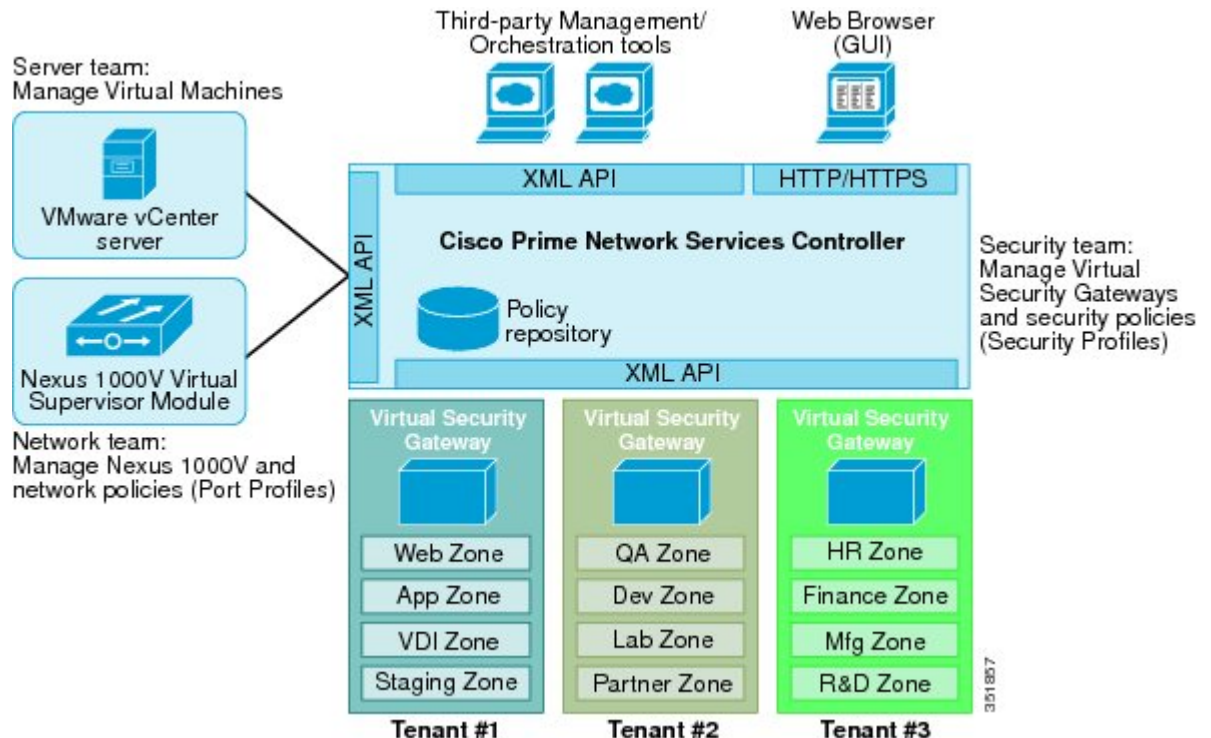 Third-party Management/
Orchestration tools
Web Browser
(GUI)
Server team:
Manage Virtual Machines
VMware vCenter
server
Nexus 1000V Virtual
Supervisor Module
Network team:
Manage Nexus 1000V and
network policies (Port Profiles)
XML API
HTTP/HTTPS
XML API
Cisco Prime Network Services Controller
Policy
repository
XML API
Security team:
Manage Virtual
Security Gateways
and security policies
(Security Profiles)
Virtual Security
Gateway
Web Zone
App Zone
VDI Zone
Staging Zone
Tenant #1
Virtual Security
Gateway
QA Zone
Dev Zone
Lab Zone
Partner Zone
Tenant #2
Virtual Security
Gateway
HR Zone
Finance Zone
Mfg Zone
R&D Zone
Tenant #3
351857